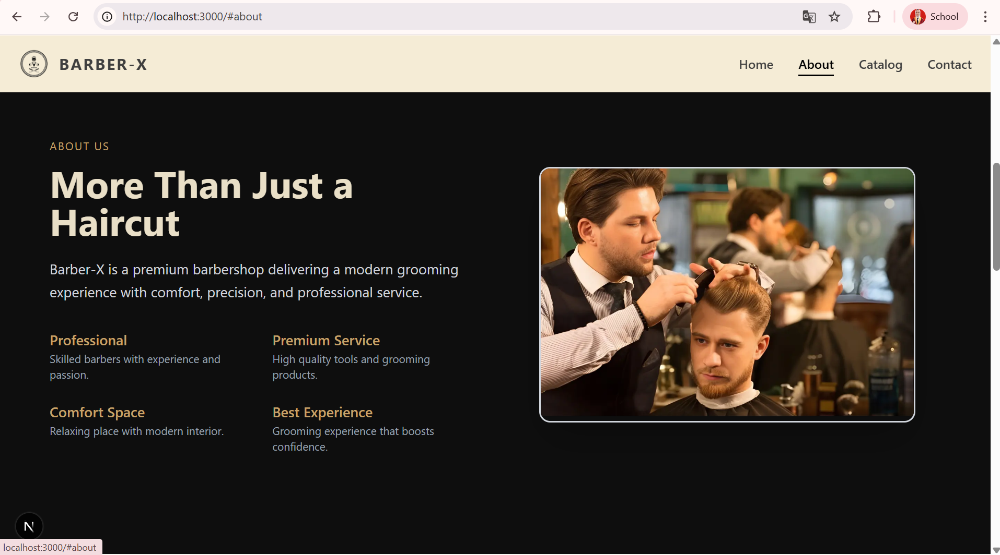 http://localhost:3000/#about
School
BARBER-X
Home
About
Catalog
Contact
ABOUT US
More Than Just a
Haircut
Barber-X is a premium barbershop delivering a modern grooming
experience with comfort, precision, and professional service.
Professional
Skilled barbers with experience and
passion.
Premium Service
High quality tools and grooming
products.
Comfort Space
Relaxing place with modern interior.
Best Experience
Grooming experience that boosts
confidence.
N
localhost:3000/#about